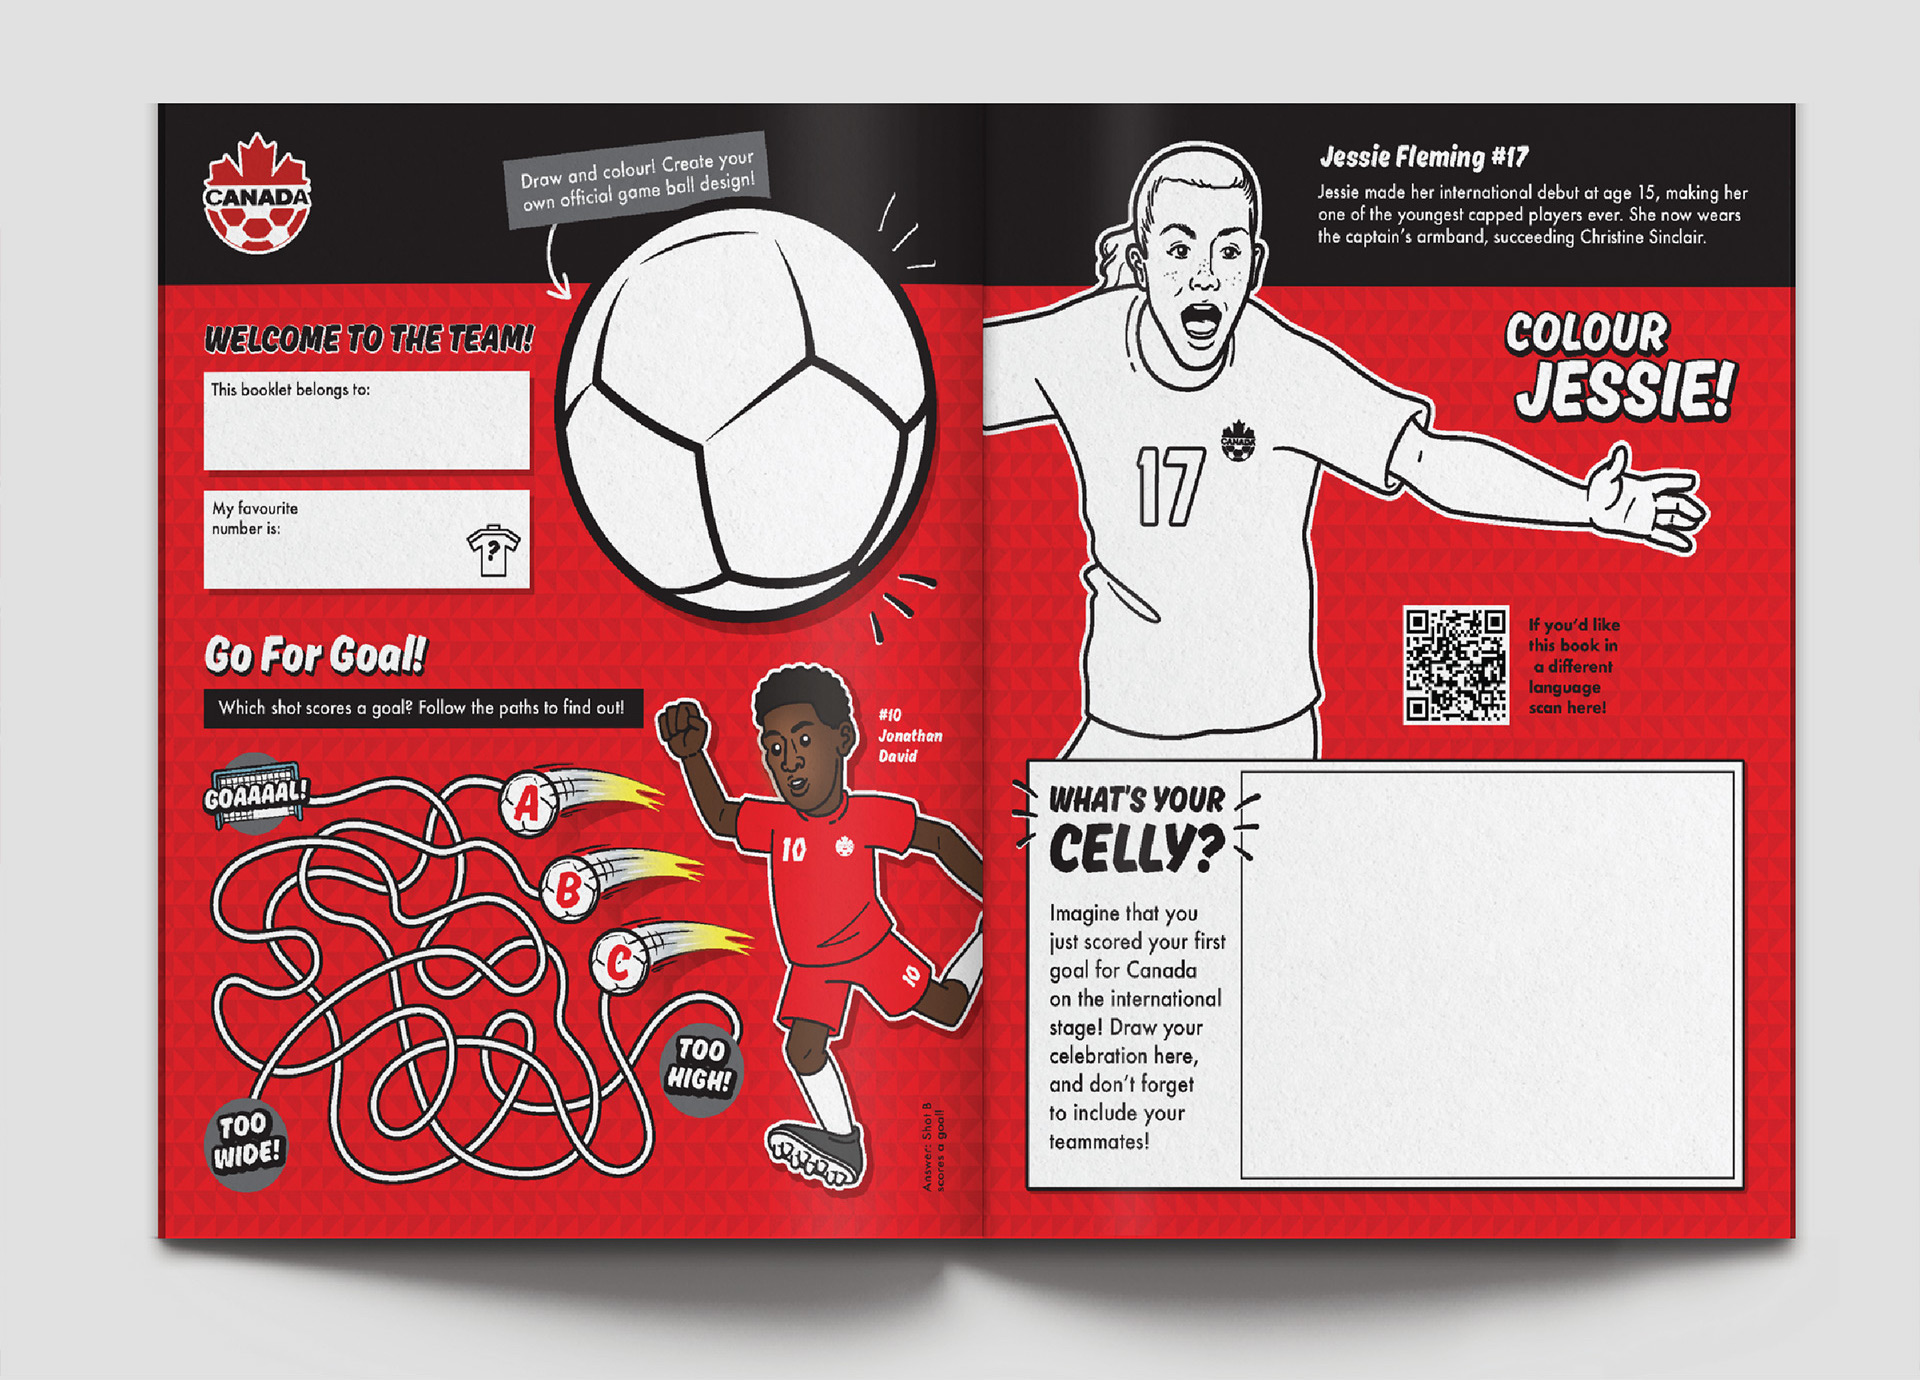 CANADA
Draw and colour! Create your
own official game ball design!
WELCOME TO THE TEAM!
This booklet belongs to:
My favourite
number is:
?
Go For Goal!
Which shot scores a goal? Follow the paths to find out!
GOAAAAL!
A
B
C
TOO
HIGH!
TOO
WIDE!
#10
Jonathan
David
10
10
Answer: Shot B
scores a goal!
Jessie Fleming #17
Jessie made her international debut at age 15, making her
one of the youngest capped players ever. She now wears
the captain's armband, succeeding Christine Sinclair.
COLOUR
JESSIE!
CANADA
17
If you'd like
this book in
a different
language
scan here!
WHAT'S YOUR
CELLY?
Imagine that you
just scored your first
goal for Canada
on the international
stage! Draw your
celebration here,
and don't forget
to include your
teammates!